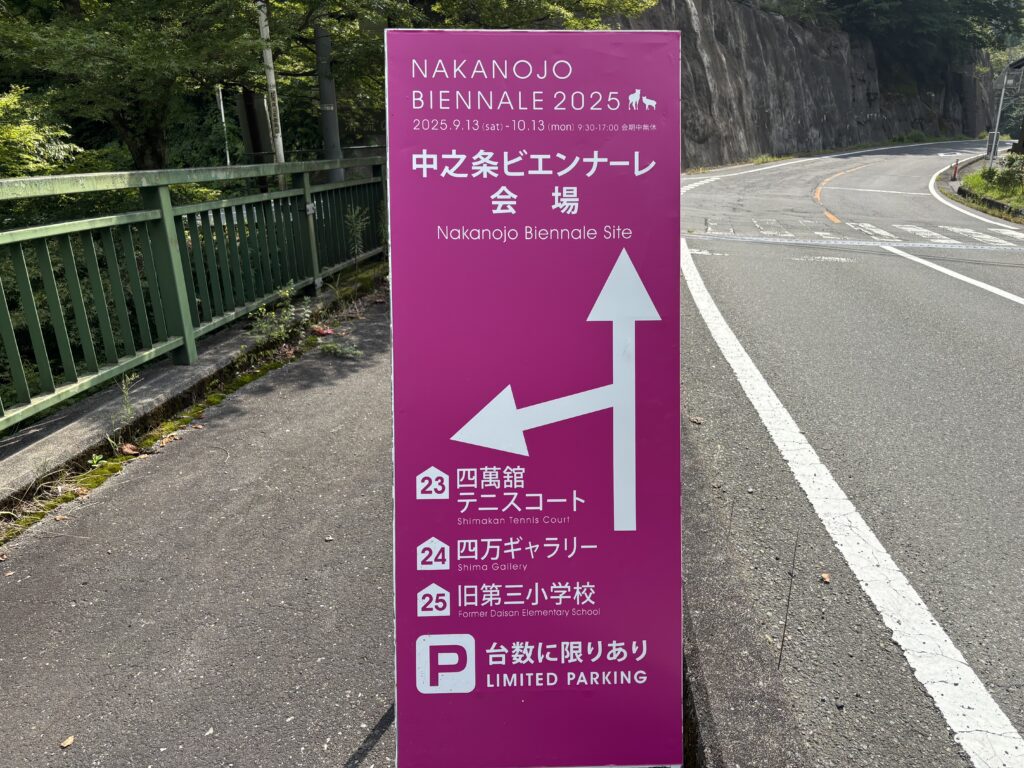 NAKANOJO
BIENNALE 2025
2025.9.13 (sat) - 10.13 (mon) 9:30-17:00 会期中無休
中之条ビエンナーレ
会場
Nakanojo Biennale Site
23 四萬舘
テニスコート
Shimakan Tennis Court
24 四万ギャラリー
Shima Gallery
25 旧第三小学校
Former Daisan Elementary School
P 台数に限りあり
LIMITED PARKING